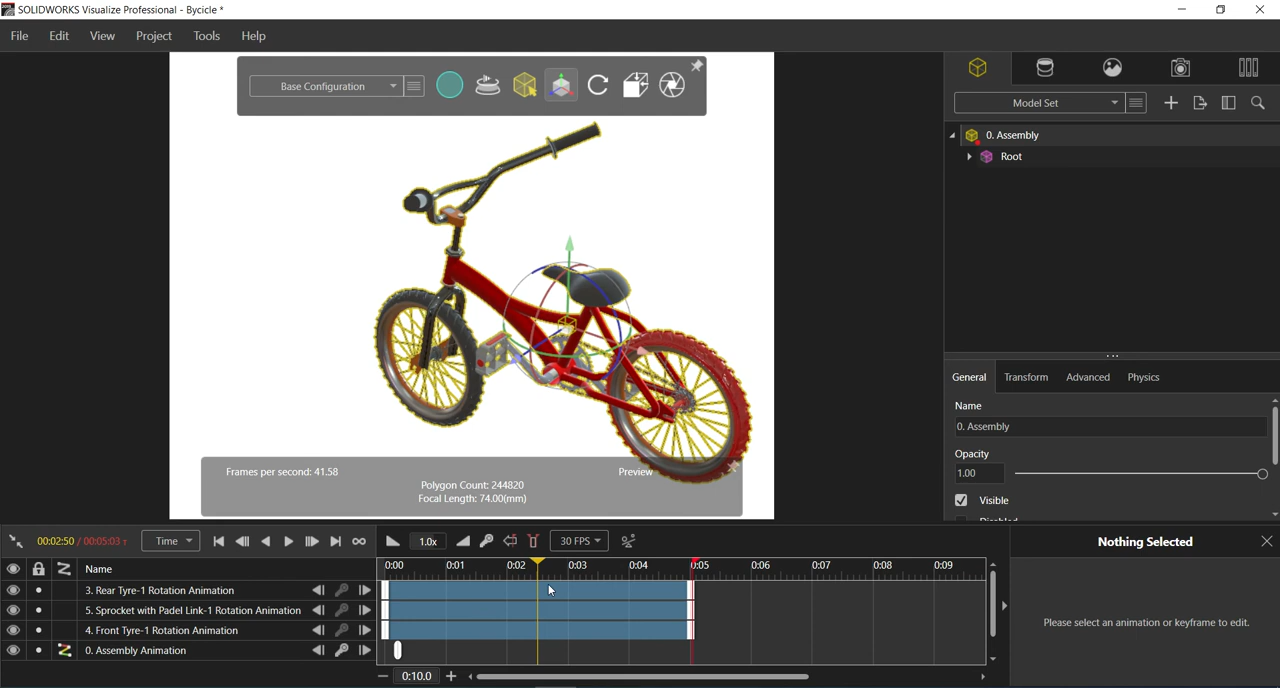 SOLIDWORKS Visualize Professional - Bycicle *
File Edit View Project Tools Help
Base Configuration
Model Set
0. Assembly
Root
General Transform Advanced Physics
Name
0. Assembly
Opacity
1.00
Visible
Frames per second: 41.58
Preview
Polygon Count: 244820
Focal Length: 74.00(mm)
00:02:50 / 00:05:03 T Time 1.0x 30 FPS
Nothing Selected
Name
0:00 0:01 0:02 0:03 0:04 0:05 0:06 0:07 0:08 0:09
3. Rear Tyre-1 Rotation Animation
5. Sprocket with Padel Link-1 Rotation Animation
4. Front Tyre-1 Rotation Animation
0. Assembly Animation
Please select an animation or keyframe to edit.
0:10.0